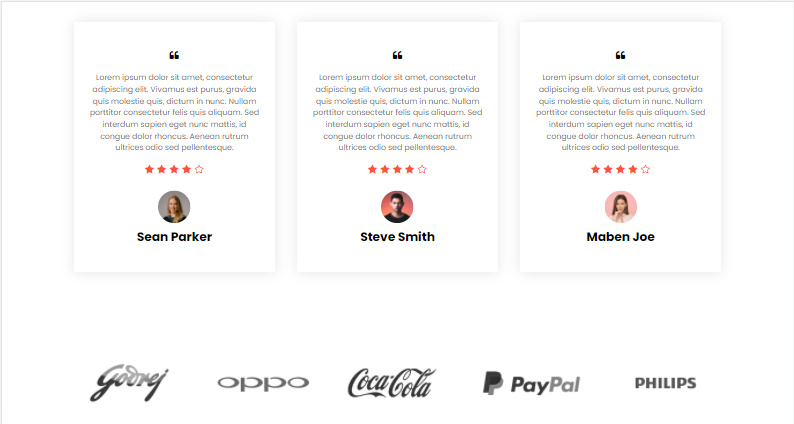 ❝
Lorem ipsum dolor sit amet, consectetur
adipiscing elit. Vivamus est purus, gravida
quis molestie quis, dictum in nunc. Nullam
porttitor consectetur felis quis aliquam. Sed
interdum sapien eget nunc mattis, id
congue dolor rhoncus. Aenean rutrum
ultrices odio sed pellentesque.
Sean Parker
❝
Lorem ipsum dolor sit amet, consectetur
adipiscing elit. Vivamus est purus, gravida
quis molestie quis, dictum in nunc. Nullam
porttitor consectetur felis quis aliquam. Sed
interdum sapien eget nunc mattis, id
congue dolor rhoncus. Aenean rutrum
ultrices odio sed pellentesque.
Steve Smith
❝
Lorem ipsum dolor sit amet, consectetur
adipiscing elit. Vivamus est purus, gravida
quis molestie quis, dictum in nunc. Nullam
porttitor consectetur felis quis aliquam. Sed
interdum sapien eget nunc mattis, id
congue dolor rhoncus. Aenean rutrum
ultrices odio sed pellentesque.
Maben Joe
Godrej oppo Coca-Cola PayPal PHILIPS